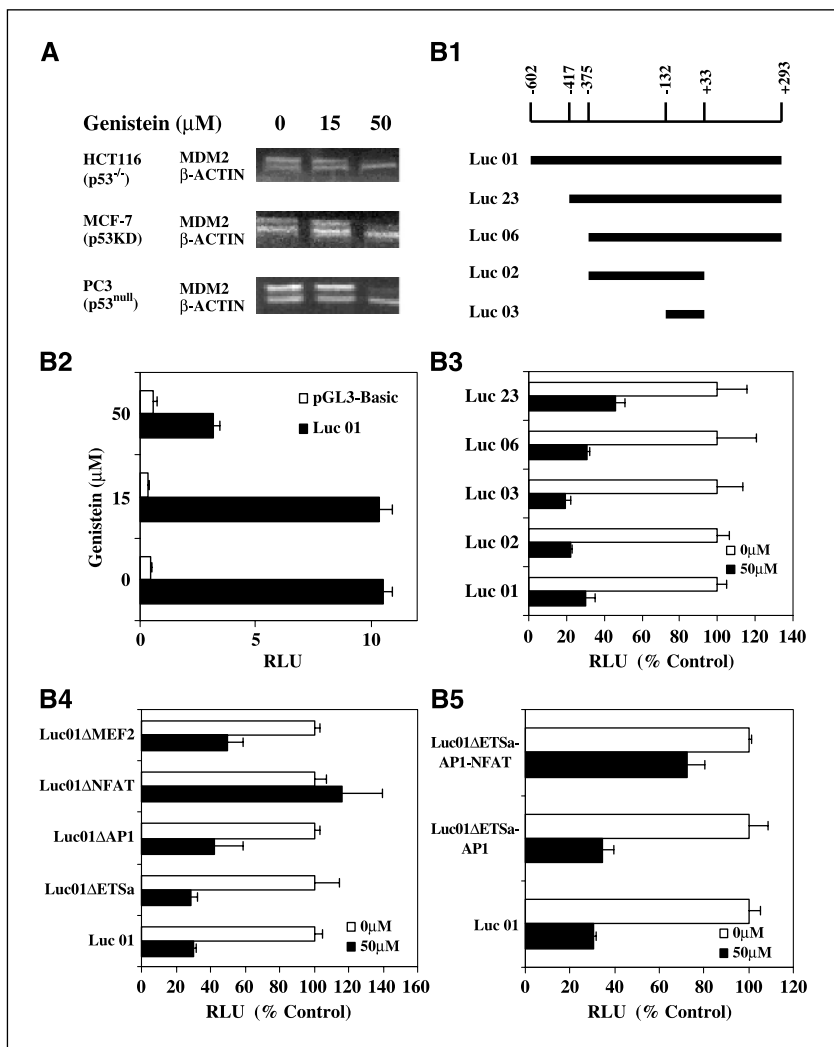 A
Genistein (µM) 0 15 50
HCT116 MDM2
(p53-/-) β-ACTIN
MCF-7 MDM2
(p53KD) β-ACTIN
PC3 MDM2
(p53null) β-ACTIN
B1
-602 -417 -375 -132 +33 +293
Luc 01
Luc 23
Luc 06
Luc 02
Luc 03
B2
Genistein (µM)
50
15
0
pGL3-Basic
Luc 01
0 5 10
RLU
B3
Luc 23
Luc 06
Luc 03
Luc 02
Luc 01
0µM
50µM
0 20 40 60 80 100 120 140
RLU (% Control)
B4
Luc01ΔMEF2
Luc01ΔNFAT
Luc01ΔAP1
Luc01ΔETSa
Luc 01
0µM
50µM
0 20 40 60 80 100 120 140 160
RLU (% Control)
B5
Luc01ΔETSa-
AP1-NFAT
Luc01ΔETSa-
AP1
Luc 01
0µM
50µM
0 20 40 60 80 100 120
RLU (% Control)